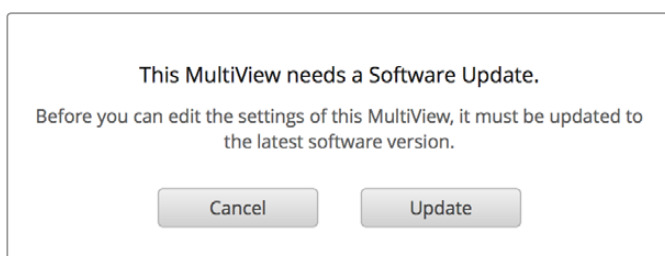 This MultiView needs a Software Update.
Before you can edit the settings of this MultiView, it must be updated to
the latest software version.
Cancel
Update